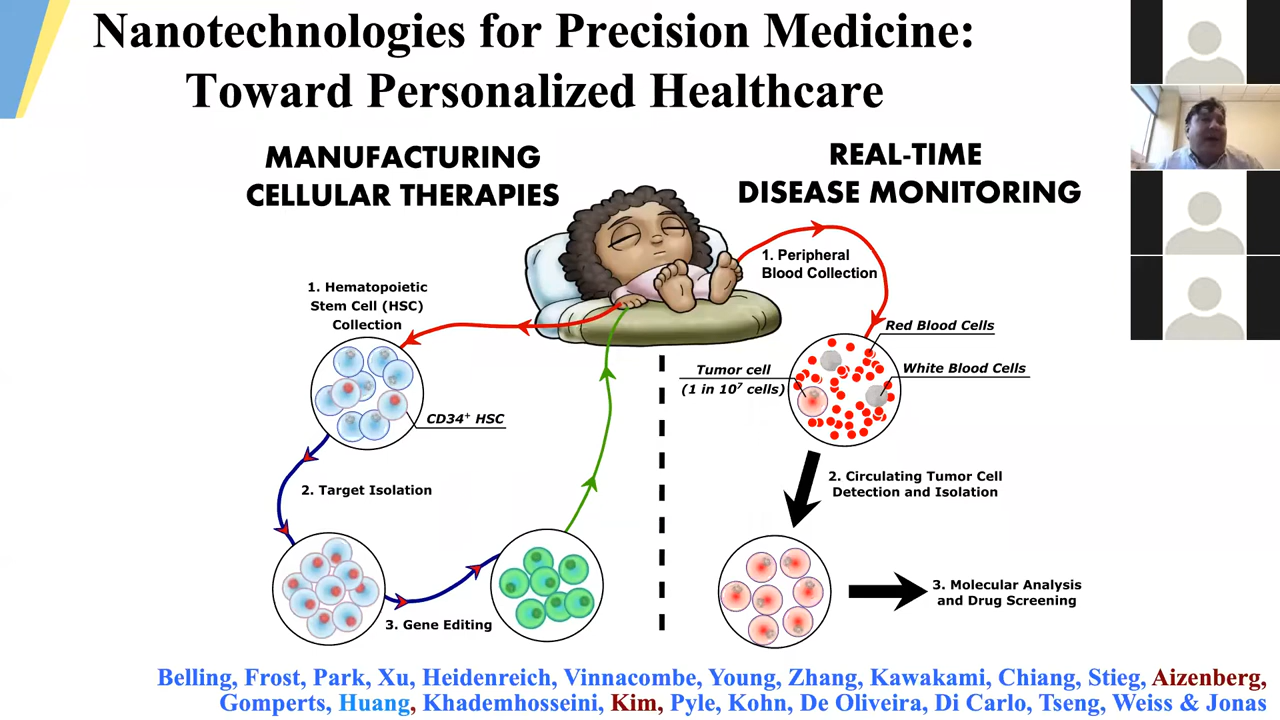 Nanotechnologies for Precision Medicine:
Toward Personalized Healthcare
MANUFACTURING
CELLULAR THERAPIES
REAL-TIME
DISEASE MONITORING
1. Hematopoietic
Stem Cell (HSC)
Collection
CD34⁺ HSC
2. Target Isolation
3. Gene Editing
1. Peripheral
Blood Collection
Red Blood Cells
White Blood Cells
Tumor cell
(1 in 10⁷ cells)
2. Circulating Tumor Cell
Detection and Isolation
3. Molecular Analysis
and Drug Screening
Belling, Frost, Park, Xu, Heidenreich, Vinnacombe, Young, Zhang, Kawakami, Chiang, Stieg, Aizenberg,
Gomperts, Huang, Khademhosseini, Kim, Pyle, Kohn, De Oliveira, Di Carlo, Tseng, Weiss & Jonas